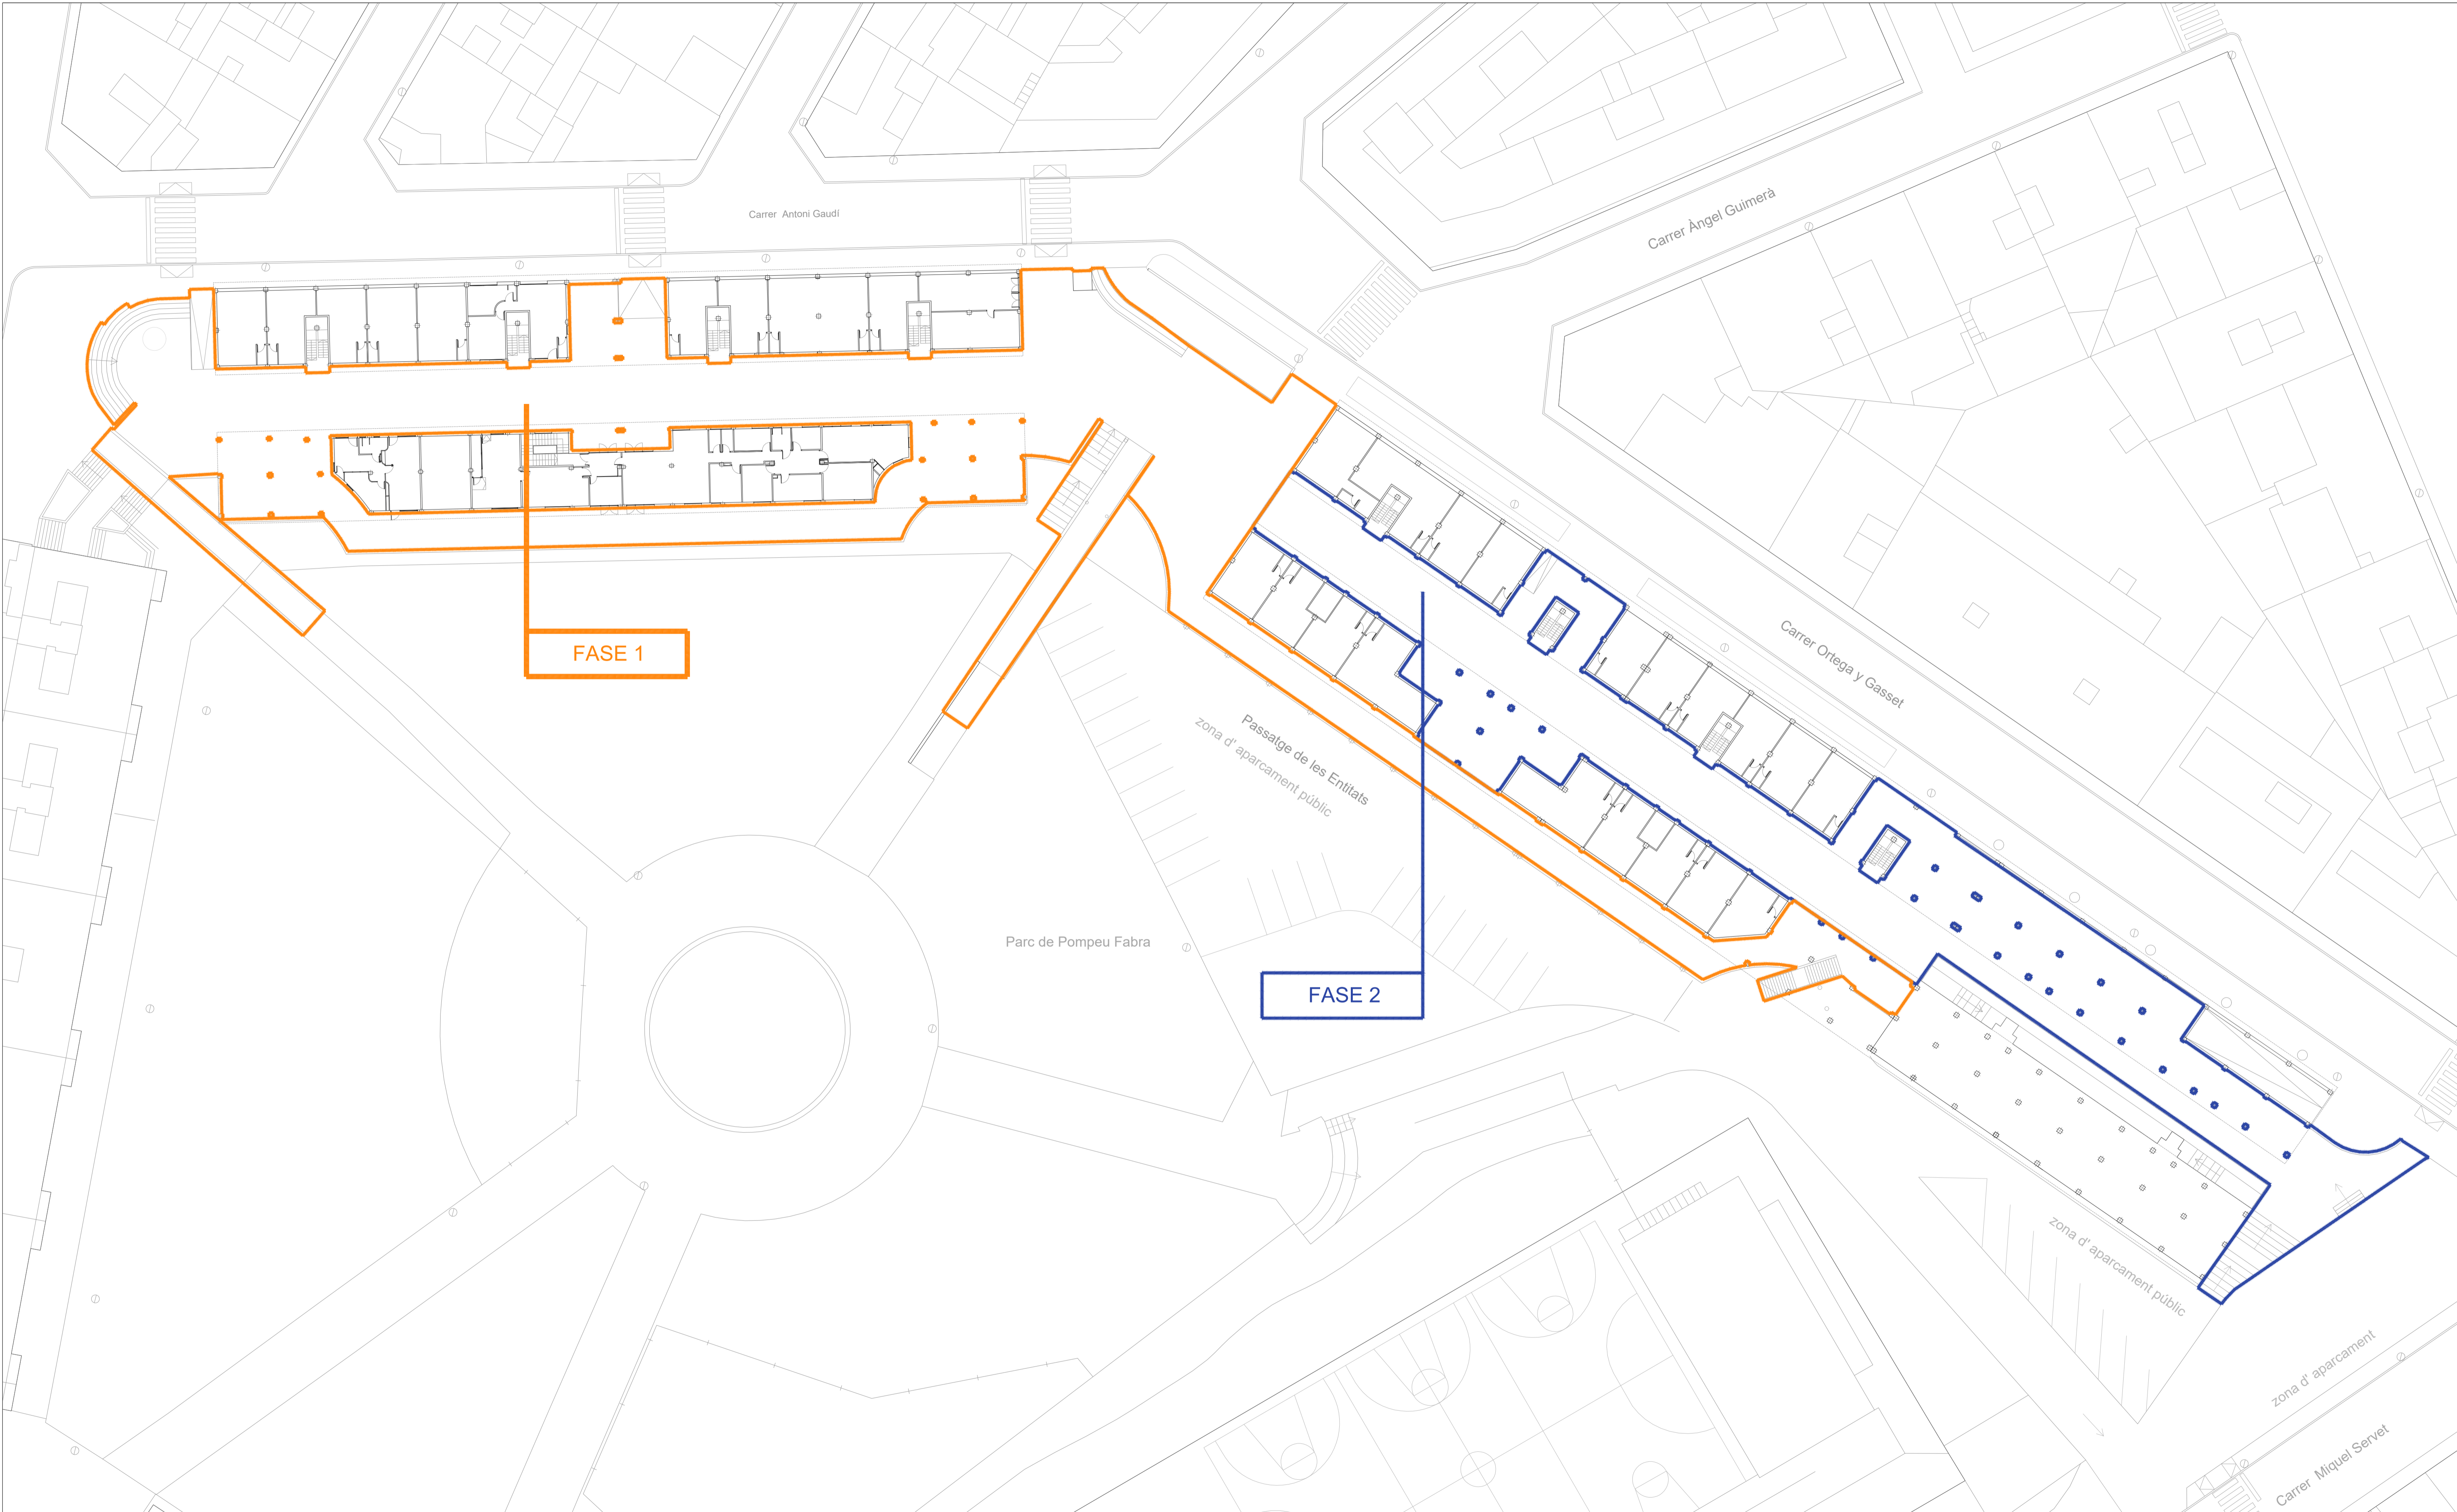 Carrer Antoni Gaudí
Carrer Àngel Guimerà
FASE 1
Carrer Ortega y Gasset
Passatge de les Entitats
zona d' aparcament públic
Parc de Pompeu Fabra
FASE 2
zona d' aparcament públic
zona d' aparcament
Carrer Miquel Servet